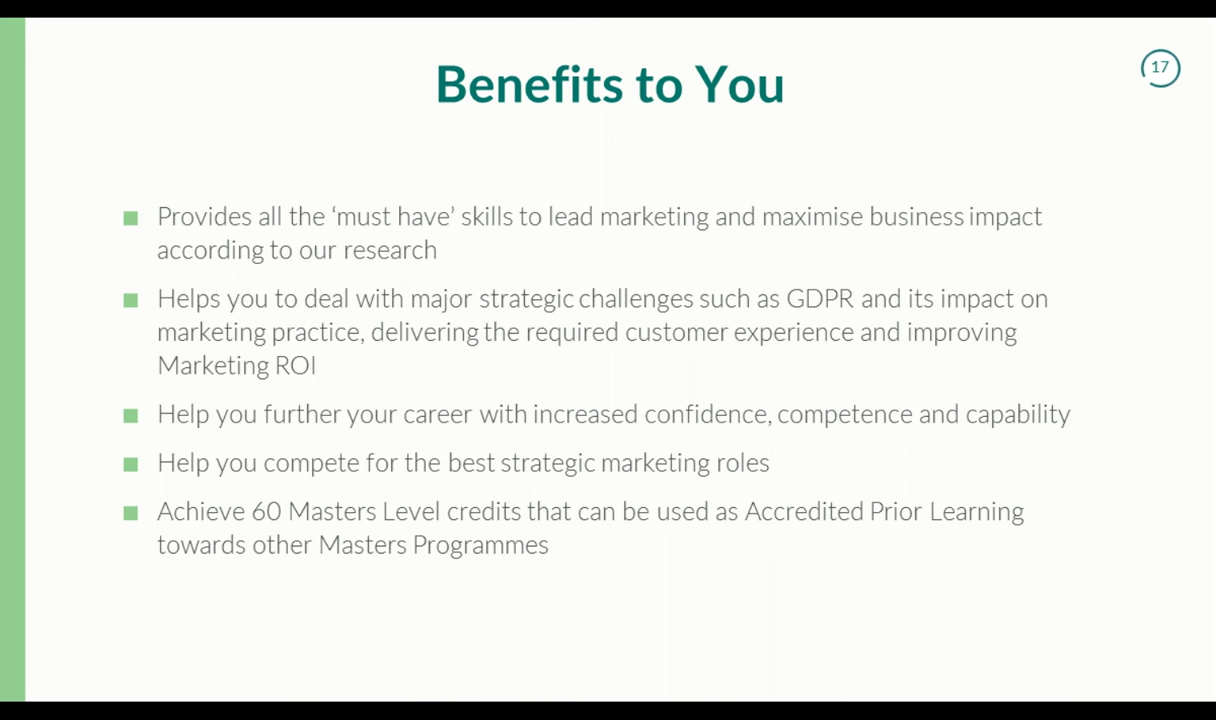 Benefits to You
17
■ Provides all the ‘must have’ skills to lead marketing and maximise business impact
according to our research
■ Helps you to deal with major strategic challenges such as GDPR and its impact on
marketing practice, delivering the required customer experience and improving
Marketing ROI
■ Help you further your career with increased confidence, competence and capability
■ Help you compete for the best strategic marketing roles
■ Achieve 60 Masters Level credits that can be used as Accredited Prior Learning
towards other Masters Programmes